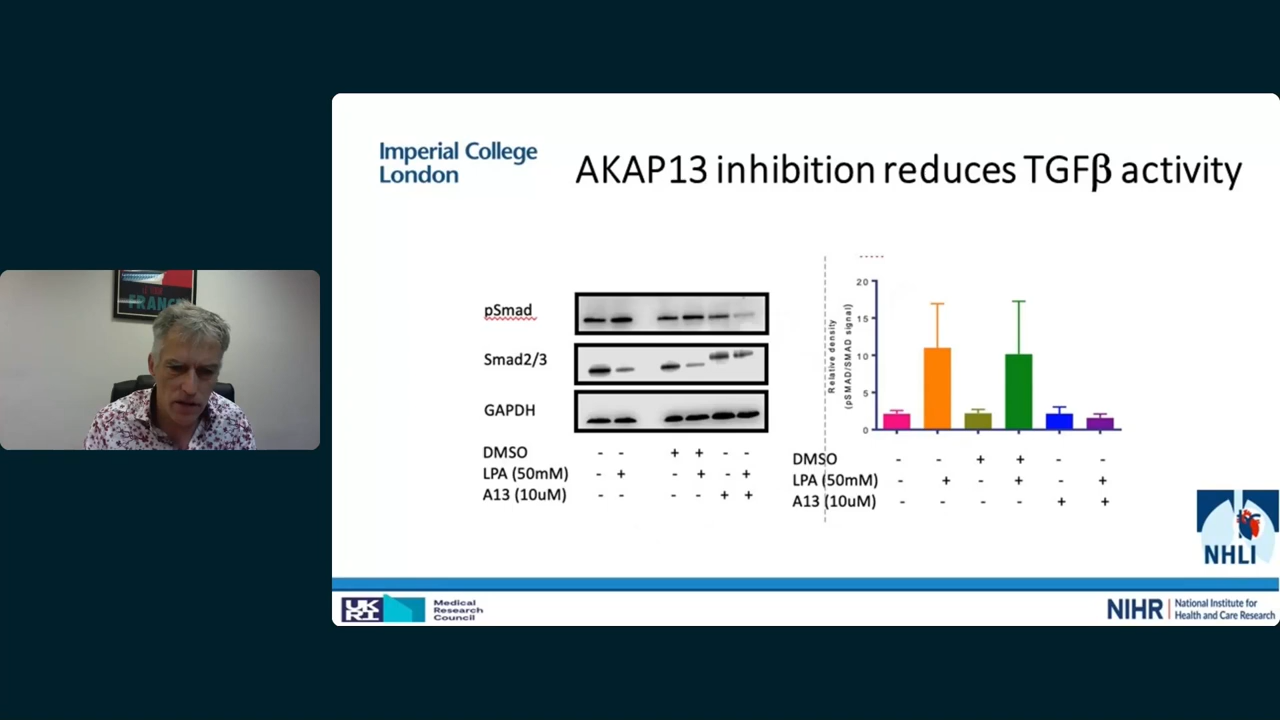 FRANCE
Imperial College
London
AKAP13 inhibition reduces TGFβ activity
pSmad
Smad2/3
GAPDH
DMSO - - + + - -
LPA (50mM) - + - + - +
A13 (10uM) - - - - + +
Relative density
(pSMAD/SMAD signal)
20
15
10
5
0
DMSO - - + + - -
LPA (50mM) - + - + - +
A13 (10uM) - - - - + +
NHLI
UKRI
Medical
Research
Council
NIHR
National Institute for
Health and Care Research